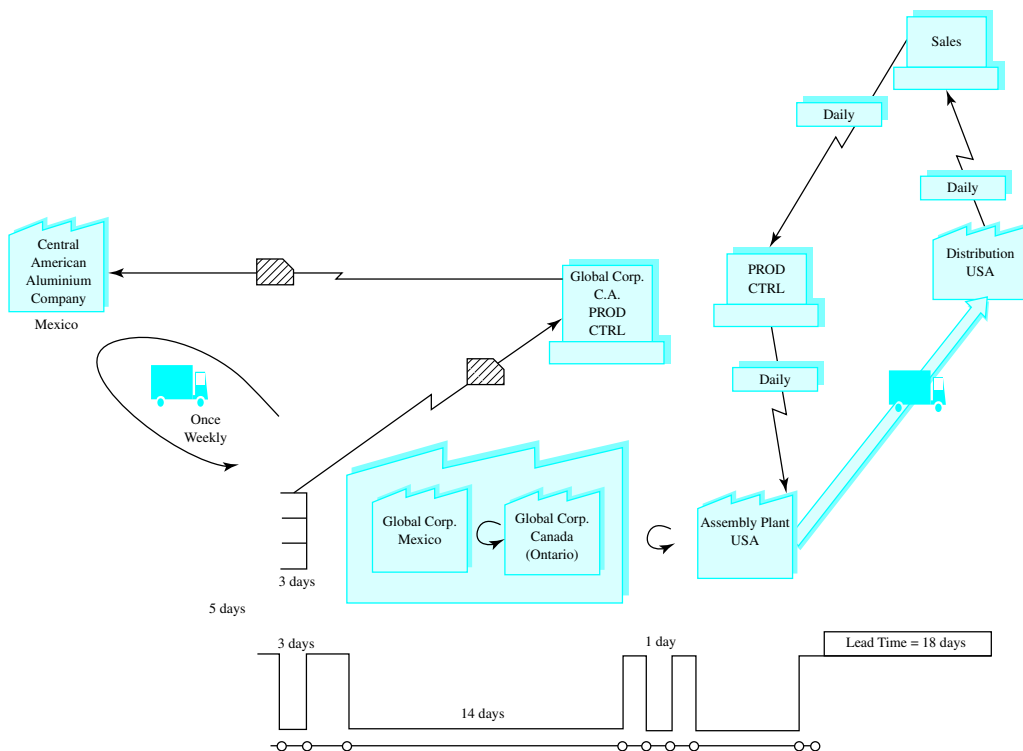 Sales
Daily
Daily
Central
American
Aluminium
Company
Mexico
Distribution
USA
Global Corp.
C.A.
PROD
CTRL
PROD
CTRL
Daily
Once
Weekly
Global Corp.
Mexico
Global Corp.
Canada
(Ontario)
Assembly Plant
USA
3 days
5 days
3 days
1 day
Lead Time = 18 days
14 days